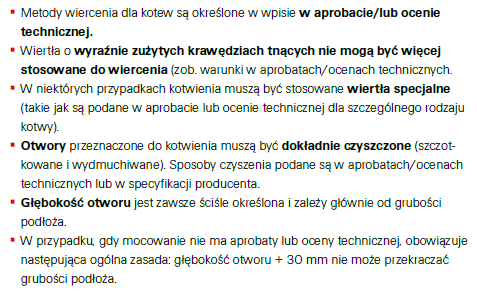 ▪ Metody wiercenia dla kotew są określone w wpisie w aprobacie/lub ocenie
technicznej.
▪ Wiertła o wyraźnie zużytych krawędziach tnących nie mogą być więcej
stosowane do wiercenia (zob. warunki w aprobatach/ocenach technicznych.
▪ W niektórych przypadkach kotwienia muszą być stosowane wiertła specjalne
(takie jak są podane w aprobacie lub ocenie technicznej dla szczególnego rodzaju
kotwy).
▪ Otwory przeznaczone do kotwienia muszą być dokładnie czyszczone (szczot-
kowane i wydmuchiwane). Sposoby czyszenia podane są w aprobatach/ocenach
technicznych lub w specyfikacji producenta.
▪ Głębokość otworu jest zawsze ściśle określona i zależy głównie od grubości
podłoża.
▪ W przypadku, gdy mocowanie nie ma aprobaty lub oceny technicznej, obowiązuje
następująca ogólna zasada: głębokość otworu + 30 mm nie może przekraczać
grubości podłoża.